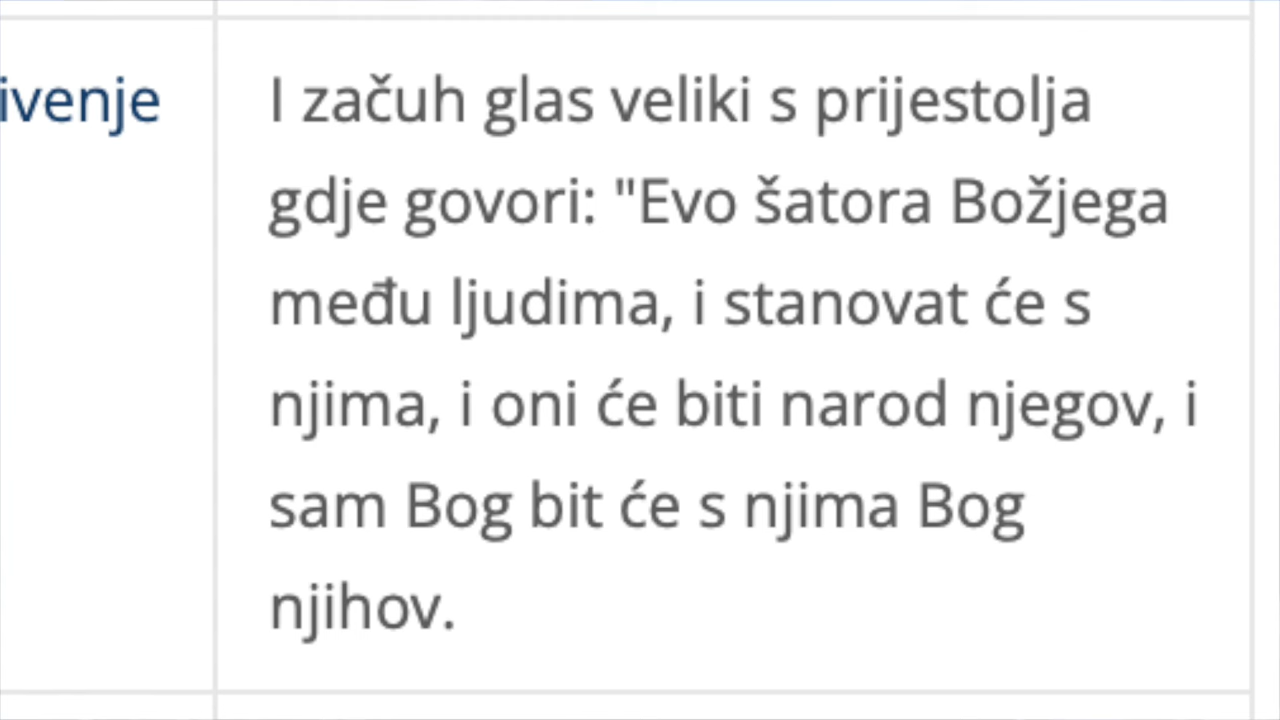 ivenje
I začuh glas veliki s prijestolja
gdje govori: "Evo šatora Božjega
među ljudima, i stanovat će s
njima, i oni će biti narod njegov, i
sam Bog bit će s njima Bog
njihov.